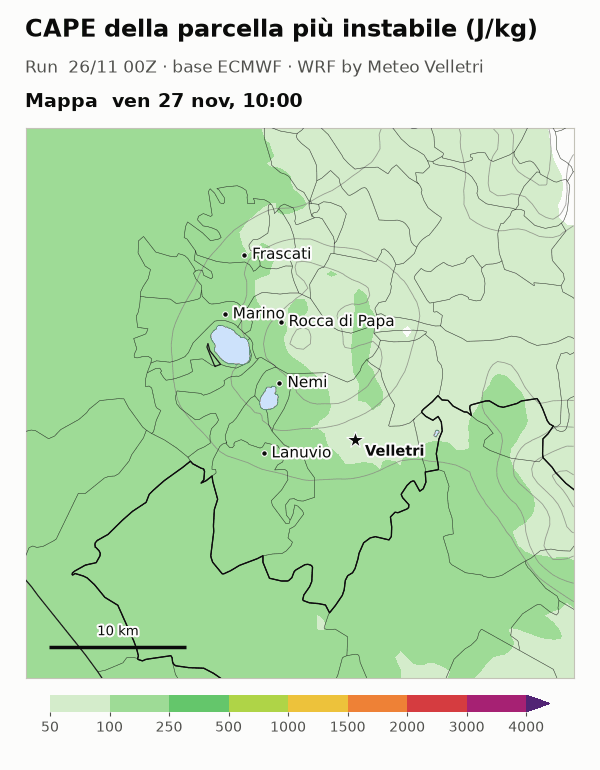 CAPE della parcella più instabile (J/kg)
Run  26/11 00Z · base ECMWF · WRF by Meteo Velletri
Mappa  ven 27 nov, 10:00
Frascati
Marino
Rocca di Papa
Nemi
Velletri
Lanuvio
10 km
50 100 250 500 1000 1500 2000 3000 4000